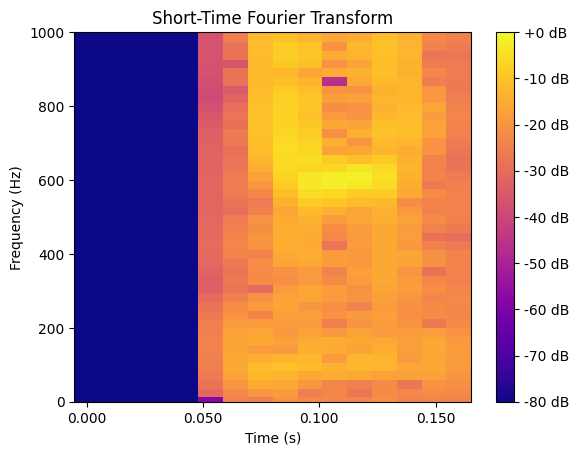 Short-Time Fourier Transform
1000
800
600
400
200
0
Frequency (Hz)
0.000
0.050
0.100
0.150
Time (s)
+0 dB
-10 dB
-20 dB
-30 dB
-40 dB
-50 dB
-60 dB
-70 dB
-80 dB